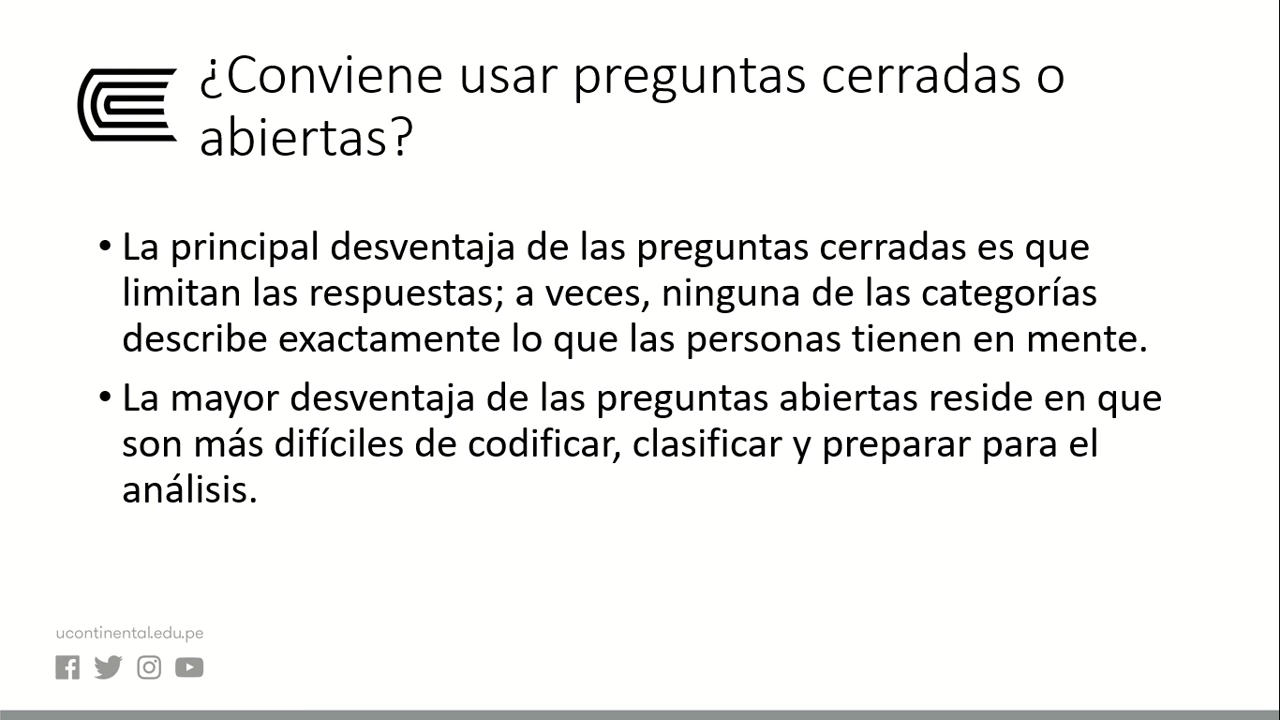 ¿Conviene usar preguntas cerradas o
abiertas?
• La principal desventaja de las preguntas cerradas es que
limitan las respuestas; a veces, ninguna de las categorías
describe exactamente lo que las personas tienen en mente.
• La mayor desventaja de las preguntas abiertas reside en que
son más difíciles de codificar, clasificar y preparar para el
análisis.
ucontinental.edu.pe